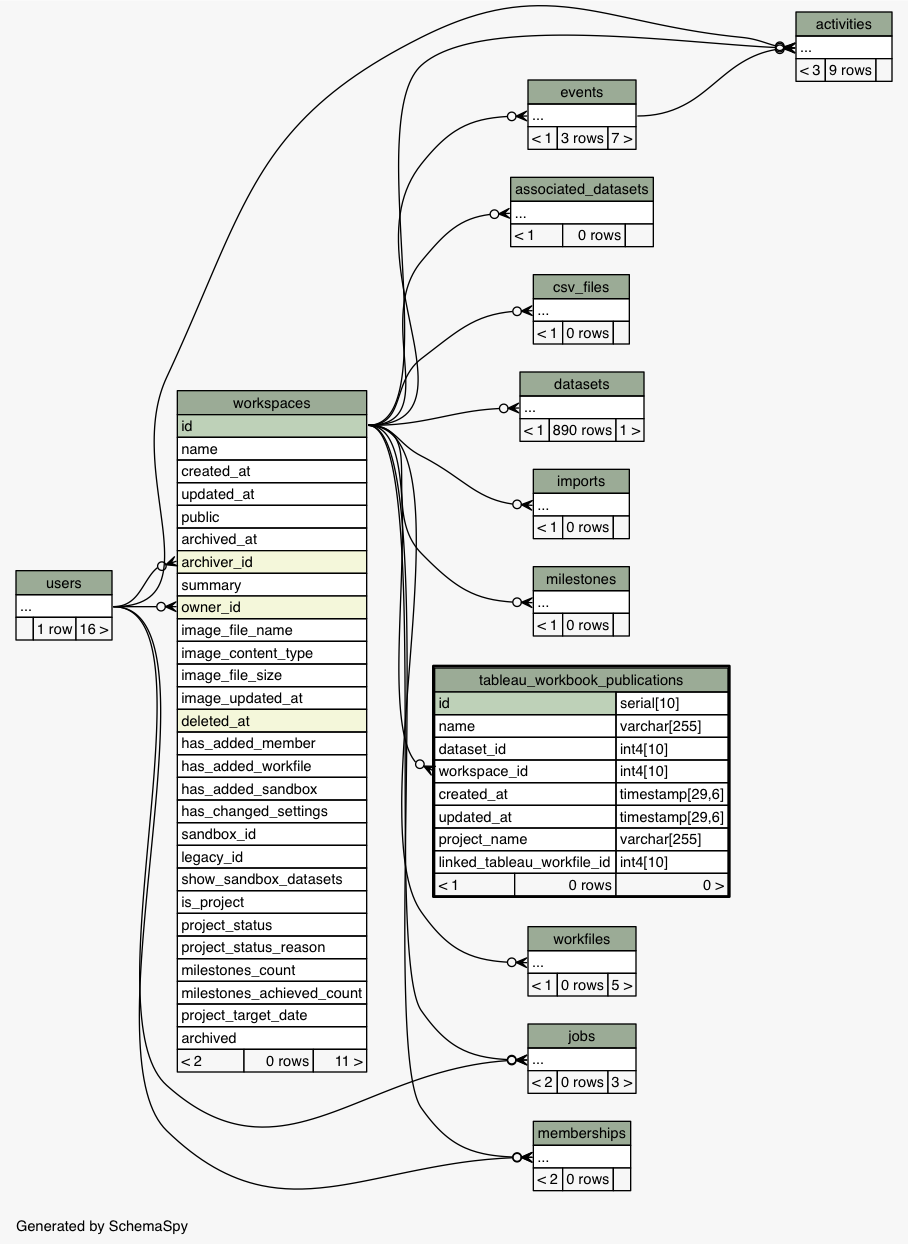 activities
...
< 3 9 rows
events
...
< 1 3 rows 7 >
associated_datasets
...
< 1 0 rows
csv_files
...
< 1 0 rows
datasets
...
< 1 890 rows 1 >
imports
...
< 1 0 rows
milestones
...
< 1 0 rows
workspaces
id
name
created_at
updated_at
public
archived_at
archiver_id
summary
owner_id
image_file_name
image_content_type
image_file_size
image_updated_at
deleted_at
has_added_member
has_added_workfile
has_added_sandbox
has_changed_settings
sandbox_id
legacy_id
show_sandbox_datasets
is_project
project_status
project_status_reason
milestones_count
milestones_achieved_count
project_target_date
archived
< 2 0 rows 11 >
users
...
1 row 16 >
tableau_workbook_publications
id serial[10]
name varchar[255]
dataset_id int4[10]
workspace_id int4[10]
created_at timestamp[29,6]
updated_at timestamp[29,6]
project_name varchar[255]
linked_tableau_workfile_id int4[10]
< 1 0 rows 0 >
workfiles
...
< 1 0 rows 5 >
jobs
...
< 2 0 rows 3 >
memberships
...
< 2 0 rows
Generated by SchemaSpy